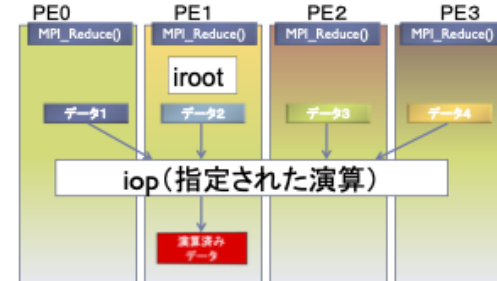 PE0 PE1 PE2 PE3
MPI_Reduce() MPI_Reduce() MPI_Reduce() MPI_Reduce()
iroot
データ1 データ2 データ3 データ4
iop(指定された演算)
演算済み
データ